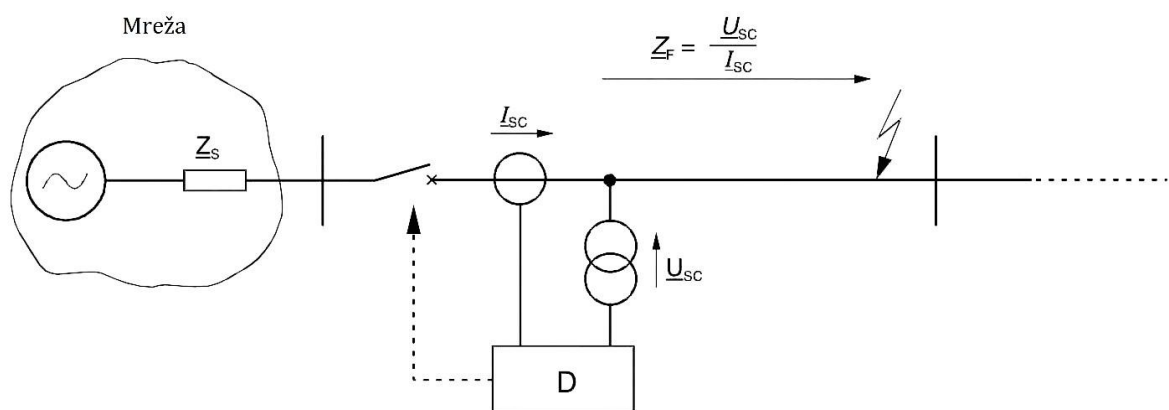 Mreža
Z_F = U_SC / I_SC
I_SC
Z_S
U_SC
D